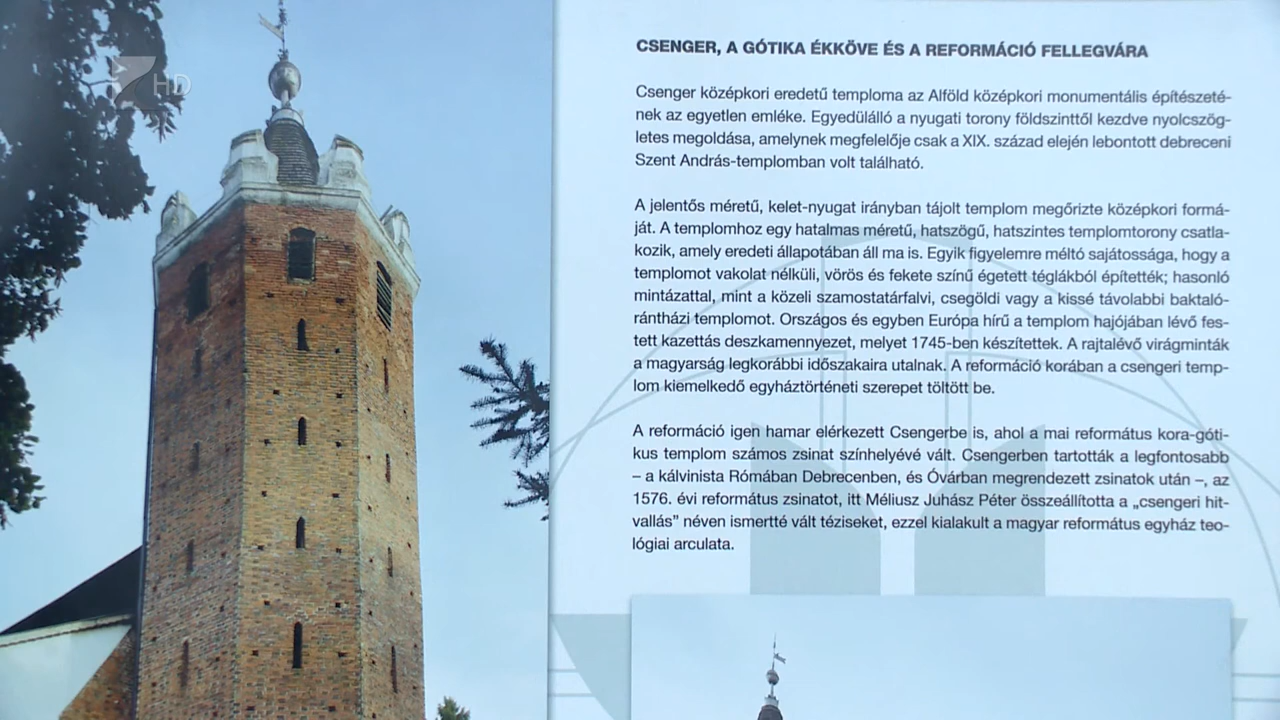 HD
CSENGER, A GÓTIKA ÉKKÖVE ÉS A REFORMÁCIÓ FELLEGVÁRA
Csenger középkori eredetű temploma az Alföld középkori monumentális építészeté-
nek az egyetlen emléke. Egyedülálló a nyugati torony földszinttől kezdve nyolcszög-
letes megoldása, amelynek megfelelője csak a XIX. század elején lebontott debreceni
Szent András-templomban volt található.
A jelentős méretű, kelet-nyugat irányban tájolt templom megőrizte középkori formá-
ját. A templomhoz egy hatalmas méretű, hatszögű, hatszintes templomtorony csatla-
kozik, amely eredeti állapotában áll ma is. Egyik figyelemre méltó sajátossága, hogy a
templomot vakolat nélküli, vörös és fekete színű égetett téglákból építették; hasonló
mintázattal, mint a közeli szamostatárfalvi, csegöldi vagy a kissé távolabbi baktaló-
rántházi templomot. Országos és egyben Európa hírű a templom hajójában lévő fes-
tett kazettás deszkamennyezet, melyet 1745-ben készítettek. A rajtalévő virágminták
a magyarság legkorábbi időszakaira utalnak. A reformáció korában a csengeri temp-
lom kiemelkedő egyháztörténeti szerepet töltött be.
A reformáció igen hamar elérkezett Csengerbe is, ahol a mai református kora-góti-
kus templom számos zsinat színhelyévé vált. Csengerben tartották a legfontosabb
– a kálvinista Rómában Debrecenben, és Óvárban megrendezett zsinatok után –, az
1576. évi református zsinatot, itt Méliusz Juhász Péter összeállította a „csengeri hit-
vallás” néven ismertté vált téziseket, ezzel kialakult a magyar református egyház teo-
lógiai arculata.